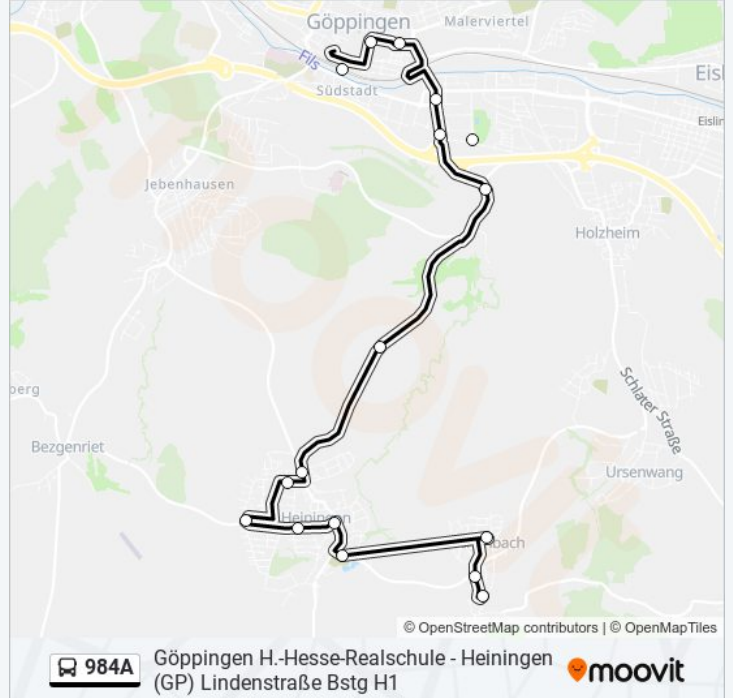 Göppingen
Malerviertel
Fils
Südstadt
Eisl
Eislin
Jebenhausen
Holzheim
berg
Schlater Straße
Bezgenriet
Ursenwang
Heiningen
bach
© OpenStreetMap contributors | © OpenMapTiles
984A
Göppingen H.-Hesse-Realschule - Heiningen
(GP) Lindenstraße Bstg H1
moovit